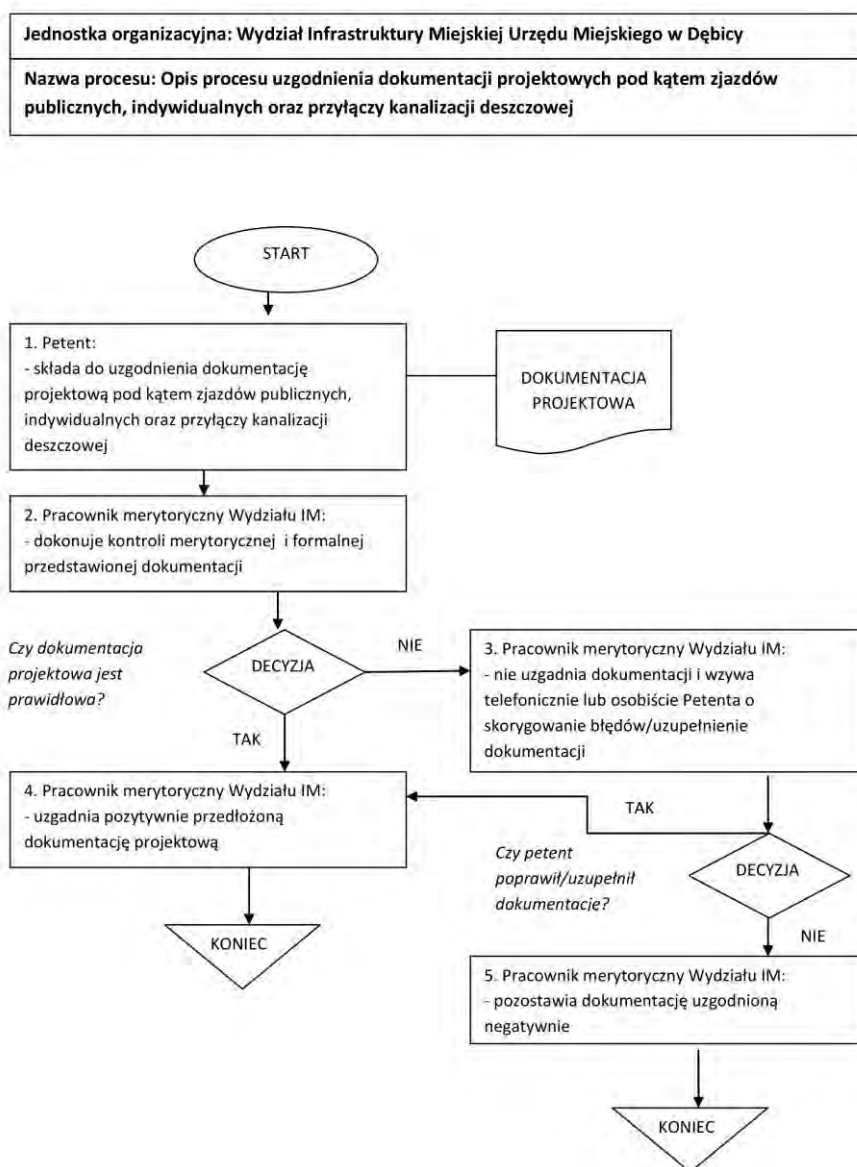 Jednostka organizacyjna: Wydział Infrastruktury Miejskiej Urzędu Miejskiego w Dębicy
Nazwa procesu: Opis procesu uzgodnienia dokumentacji projektowych pod kątem zjazdów
publicznych, indywidualnych oraz przyłączy kanalizacji deszczowej
START
1. Petent:
- składa do uzgodnienia dokumentację
projektową pod kątem zjazdów publicznych,
indywidualnych oraz przyłączy kanalizacji
deszczowej
DOKUMENTACJA
PROJEKTOWA
2. Pracownik merytoryczny Wydziału IM:
- dokonuje kontroli merytorycznej i formalnej
przedstawionej dokumentacji
Czy dokumentacja
projektowa jest
prawidłowa?
DECYZJA
NIE
TAK
3. Pracownik merytoryczny Wydziału IM:
- nie uzgadnia dokumentacji i wzywa
telefonicznie lub osobiście Petenta o
skorygowanie błędów/uzupełnienie
dokumentacji
4. Pracownik merytoryczny Wydziału IM:
- uzgadnia pozytywnie przedłożoną
dokumentację projektową
TAK
Czy petent
poprawił/uzupełnił
dokumentację?
DECYZJA
KONIEC
NIE
5. Pracownik merytoryczny Wydziału IM:
- pozostawia dokumentację uzgodnioną
negatywnie
KONIEC